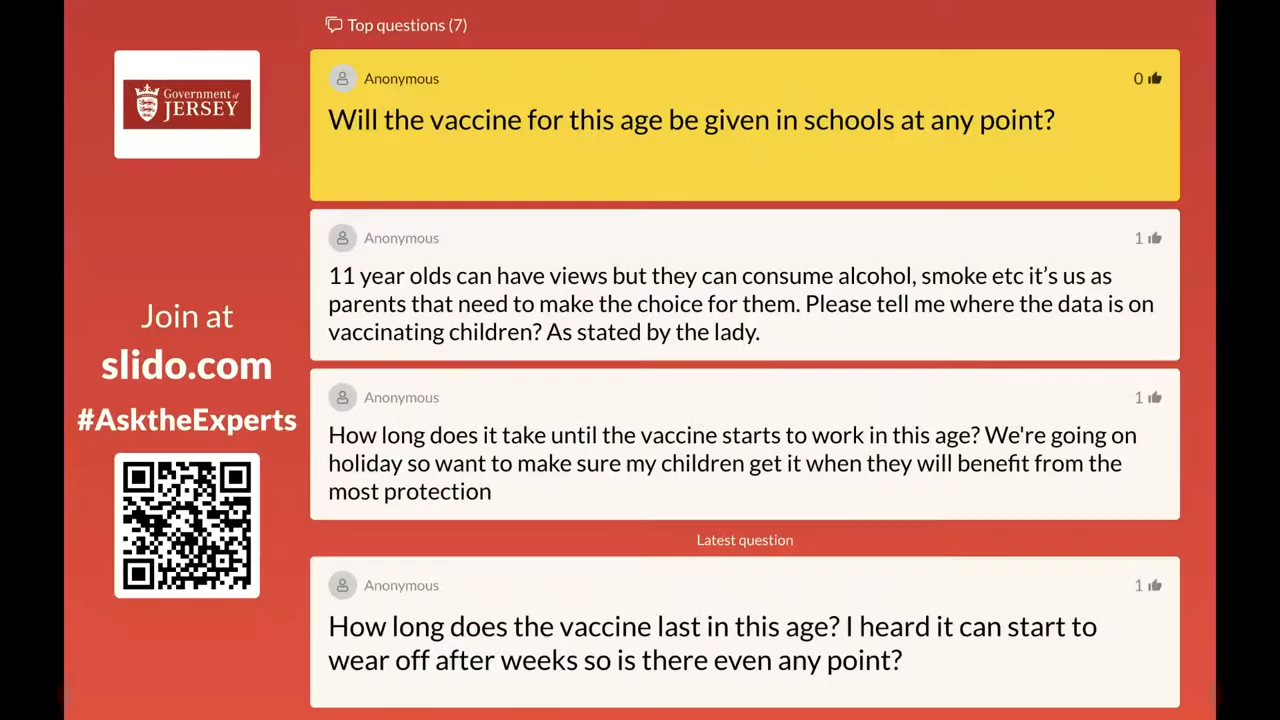 Top questions (7)
Government of
JERSEY
Anonymous
0
Will the vaccine for this age be given in schools at any point?
Anonymous
1
11 year olds can have views but they can consume alcohol, smoke etc it’s us as
parents that need to make the choice for them. Please tell me where the data is on
vaccinating children? As stated by the lady.
Join at
slido.com
#AsktheExperts
Anonymous
1
How long does it take until the vaccine starts to work in this age? We're going on
holiday so want to make sure my children get it when they will benefit from the
most protection
Latest question
Anonymous
1
How long does the vaccine last in this age? I heard it can start to
wear off after weeks so is there even any point?